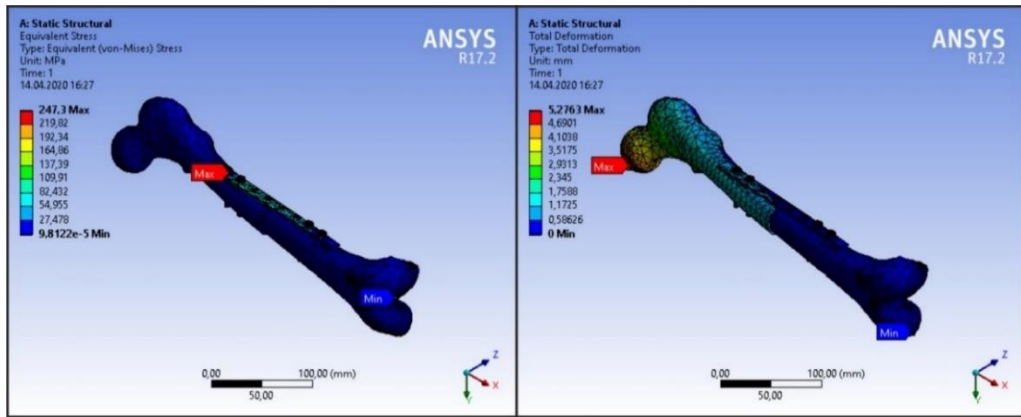 A: Static Structural
Equivalent Stress
Type: Equivalent (von-Mises) Stress
Unit: MPa
Time: 1
14.04.2020 16:27
ANSYS
R17.2
247,3 Max
219,82
192,34
164,86
137,39
109,91
82,432
54,955
27,478
9,8122e-5 Min
Max
Min
0,00
100,00 (mm)
50,00
Z
X
Y
A: Static Structural
Total Deformation
Type: Total Deformation
Unit: mm
Time: 1
14.04.2020 16:27
ANSYS
R17.2
5,2763 Max
4,6901
4,1038
3,5175
2,9313
2,345
1,7588
1,1725
0,58626
0 Min
Max
Min
0,00
100,00 (mm)
50,00
Z
X
Y